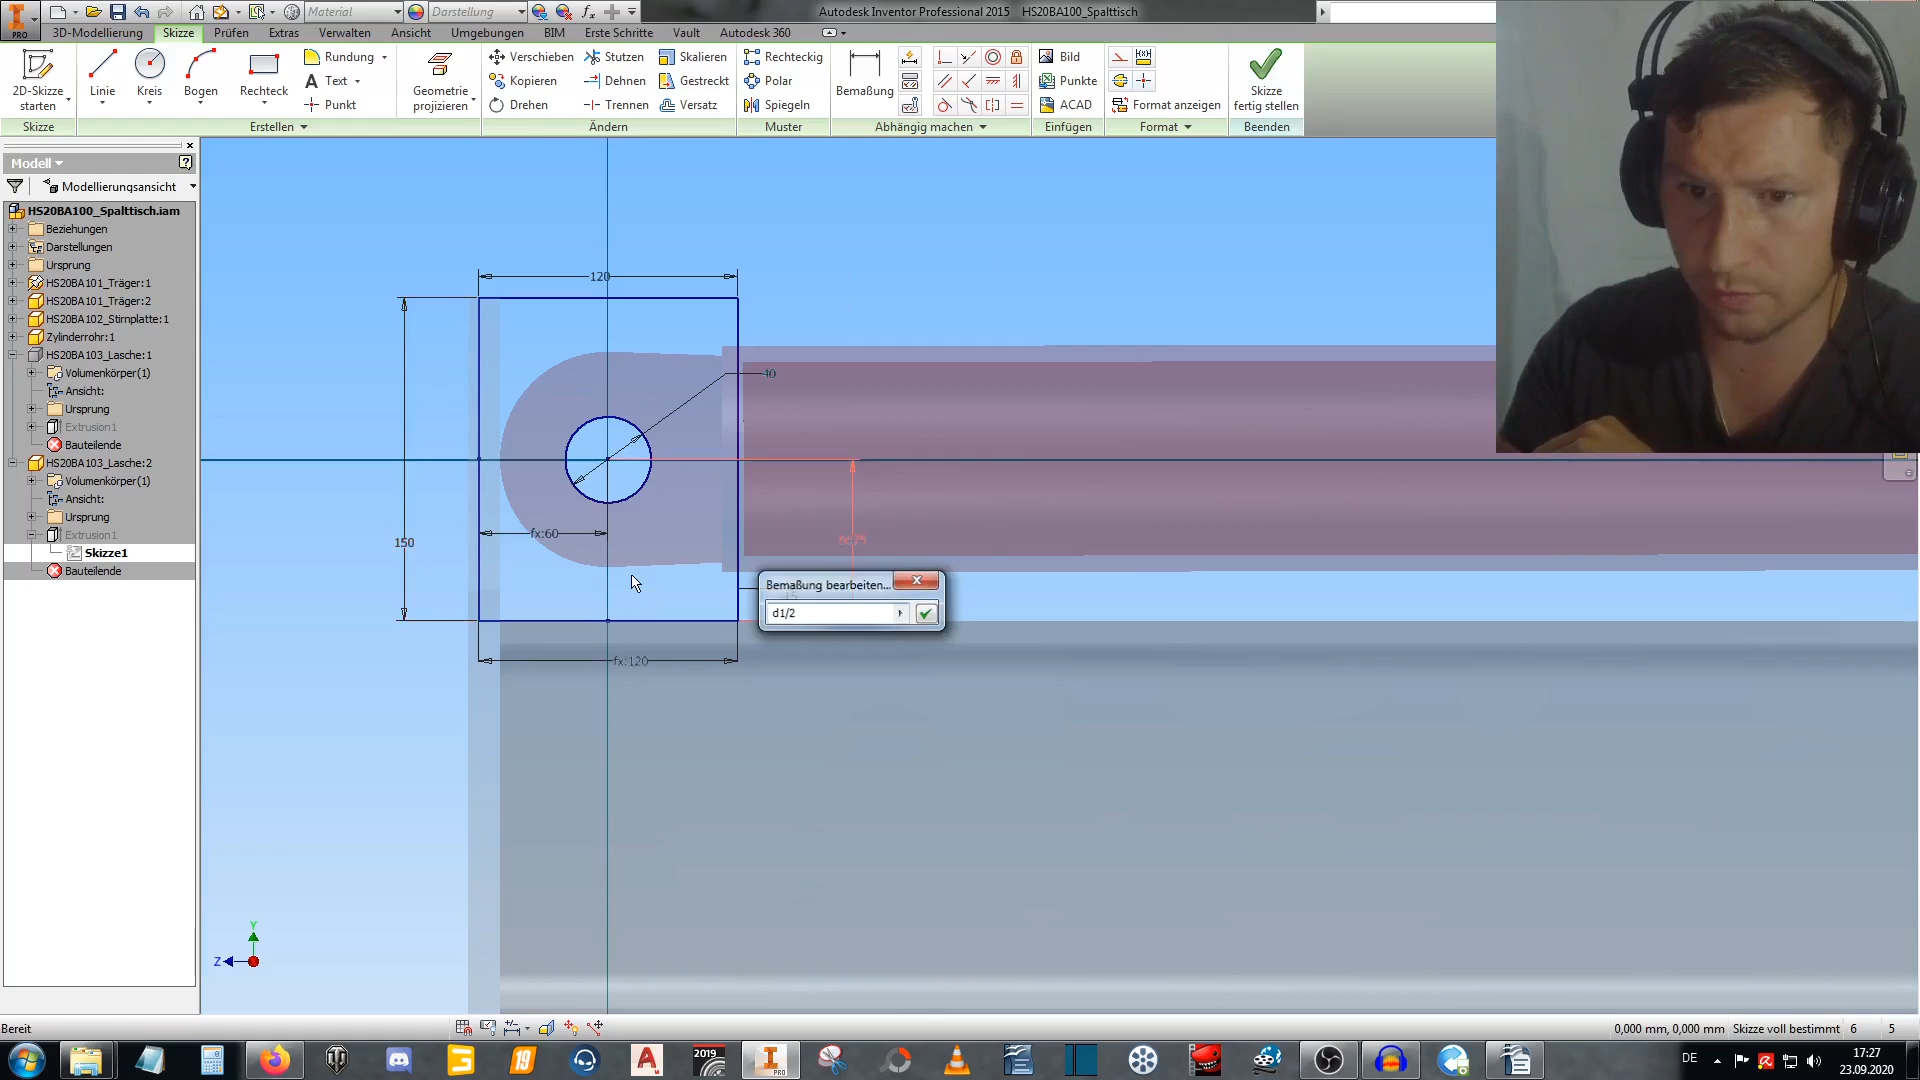 Material
Darstellung
Autodesk Inventor Professional 2015 HS20BA100_Spalttisch
PRO
3D-Modellierung Skizze Prüfen Extras Verwalten Ansicht Umgebungen BIM Erste Schritte Vault Autodesk 360
2D-Skizze starten
Linie
Kreis
Bogen
Rechteck
Rundung
Text
Punkt
Geometrie projizieren
Verschieben
Kopieren
Drehen
Stutzen
Dehnen
Trennen
Skalieren
Gestreckt
Versatz
Rechteckig
Polar
Spiegeln
Bemaßung
Bild
Punkte
ACAD
Format anzeigen
Skizze fertig stellen
Skizze Erstellen Ändern Muster Abhängig machen Einfügen Format Beenden
Modell
Modellierungsansicht
HS20BA100_Spalttisch.iam
Beziehungen
Darstellungen
Ursprung
HS20BA101_Träger:1
HS20BA101_Träger:2
HS20BA102_Stirnplatte:1
Zylinderrohr:1
HS20BA103_Lasche:1
Volumenkörper(1)
Ansicht:
Ursprung
Extrusion1
Bauteilende
HS20BA103_Lasche:2
Volumenkörper(1)
Ansicht:
Ursprung
Extrusion1
Skizze1
Bauteilende
120
40
150
fx:60
fx:120
Bemaßung bearbeiten...
d1/2
Y
Z
Bereit
0,000 mm, 0,000 mm Skizze voll bestimmt 6 5
2019
PRO
DE
17:27
23.09.2020